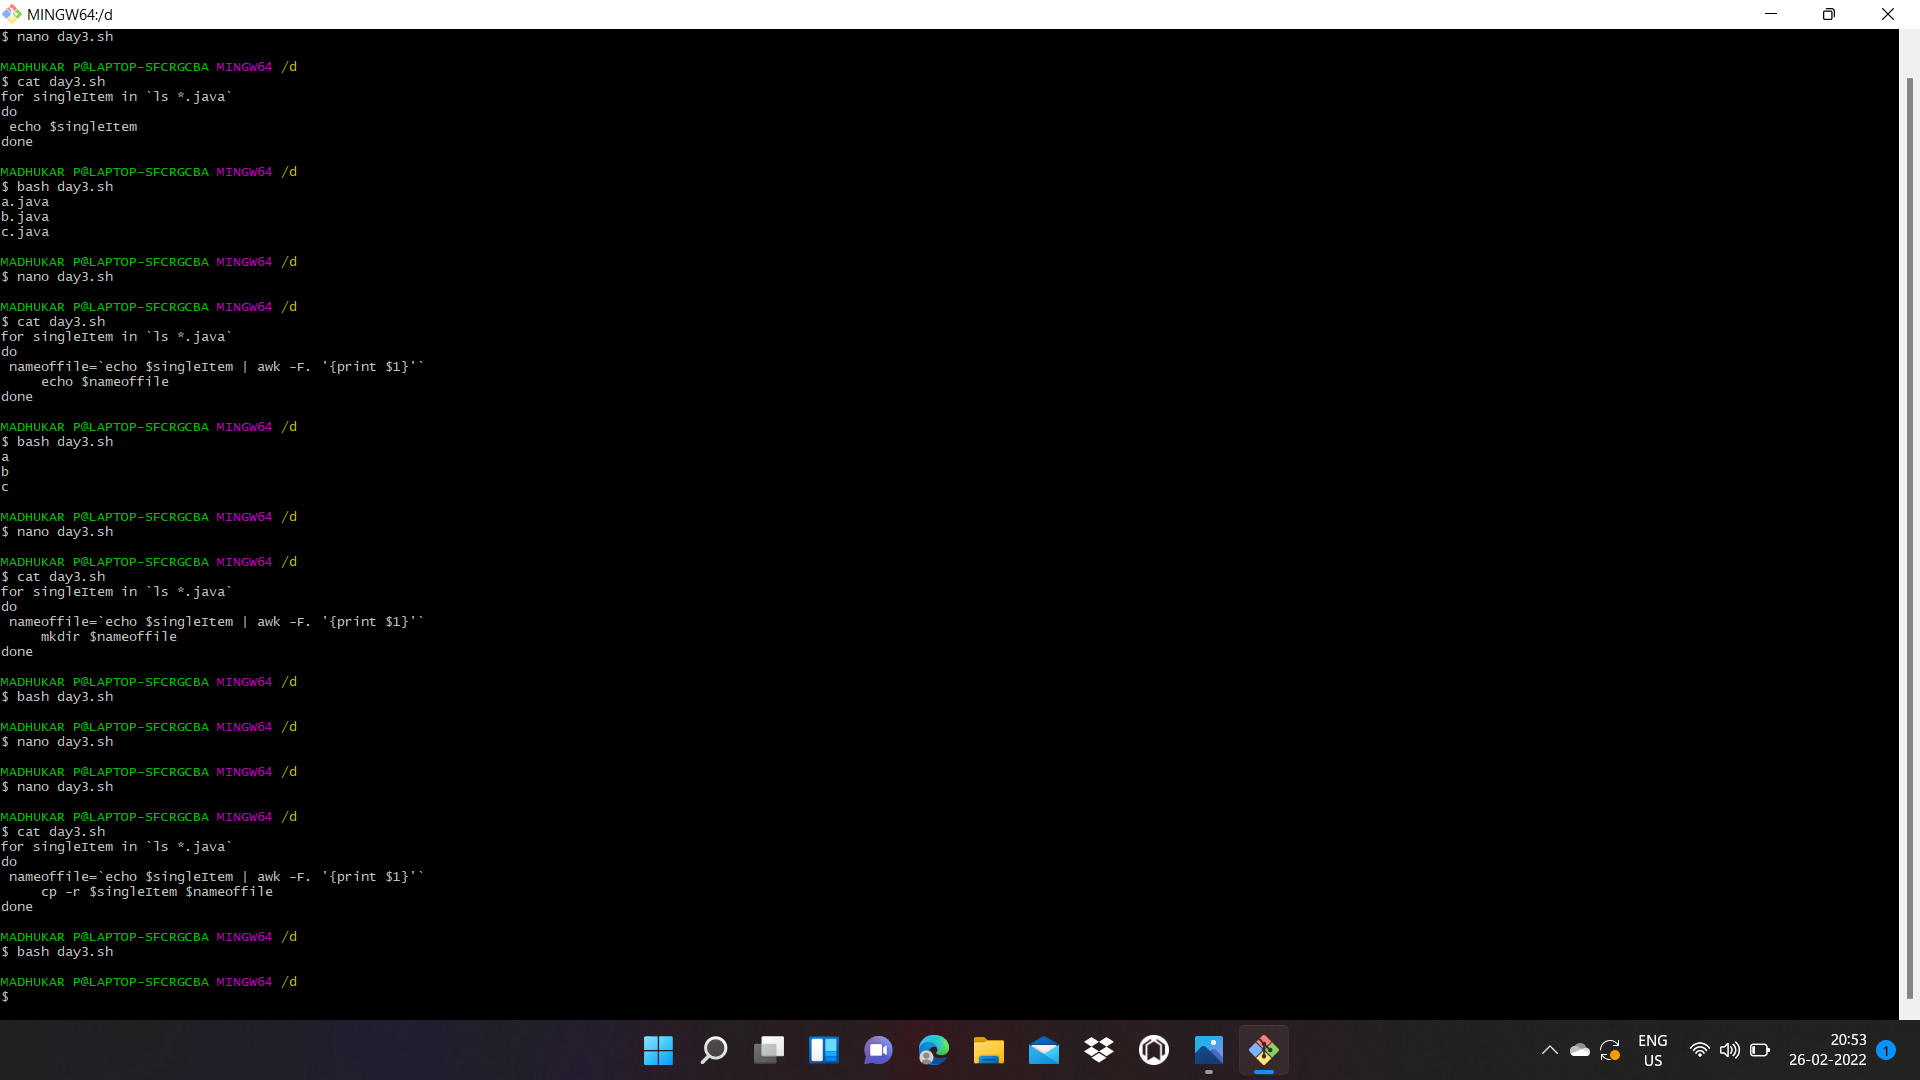 MINGW64:/d
$ nano day3.sh
MADHUKAR P@LAPTOP-SFCRGCBA MINGW64 /d
$ cat day3.sh
for singleItem in `ls *.java`
do
 echo $singleItem
done
MADHUKAR P@LAPTOP-SFCRGCBA MINGW64 /d
$ bash day3.sh
a.java
b.java
c.java
MADHUKAR P@LAPTOP-SFCRGCBA MINGW64 /d
$ nano day3.sh
MADHUKAR P@LAPTOP-SFCRGCBA MINGW64 /d
$ cat day3.sh
for singleItem in `ls *.java`
do
 nameoffile=`echo $singleItem | awk -F. '{print $1}'`
     echo $nameoffile
done
MADHUKAR P@LAPTOP-SFCRGCBA MINGW64 /d
$ bash day3.sh
a
b
c
MADHUKAR P@LAPTOP-SFCRGCBA MINGW64 /d
$ nano day3.sh
MADHUKAR P@LAPTOP-SFCRGCBA MINGW64 /d
$ cat day3.sh
for singleItem in `ls *.java`
do
 nameoffile=`echo $singleItem | awk -F. '{print $1}'`
     mkdir $nameoffile
done
MADHUKAR P@LAPTOP-SFCRGCBA MINGW64 /d
$ bash day3.sh
MADHUKAR P@LAPTOP-SFCRGCBA MINGW64 /d
$ nano day3.sh
MADHUKAR P@LAPTOP-SFCRGCBA MINGW64 /d
$ nano day3.sh
MADHUKAR P@LAPTOP-SFCRGCBA MINGW64 /d
$ cat day3.sh
for singleItem in `ls *.java`
do
 nameoffile=`echo $singleItem | awk -F. '{print $1}'`
     cp -r $singleItem $nameoffile
done
MADHUKAR P@LAPTOP-SFCRGCBA MINGW64 /d
$ bash day3.sh
MADHUKAR P@LAPTOP-SFCRGCBA MINGW64 /d
$
ENG
US
20:53
26-02-2022
1